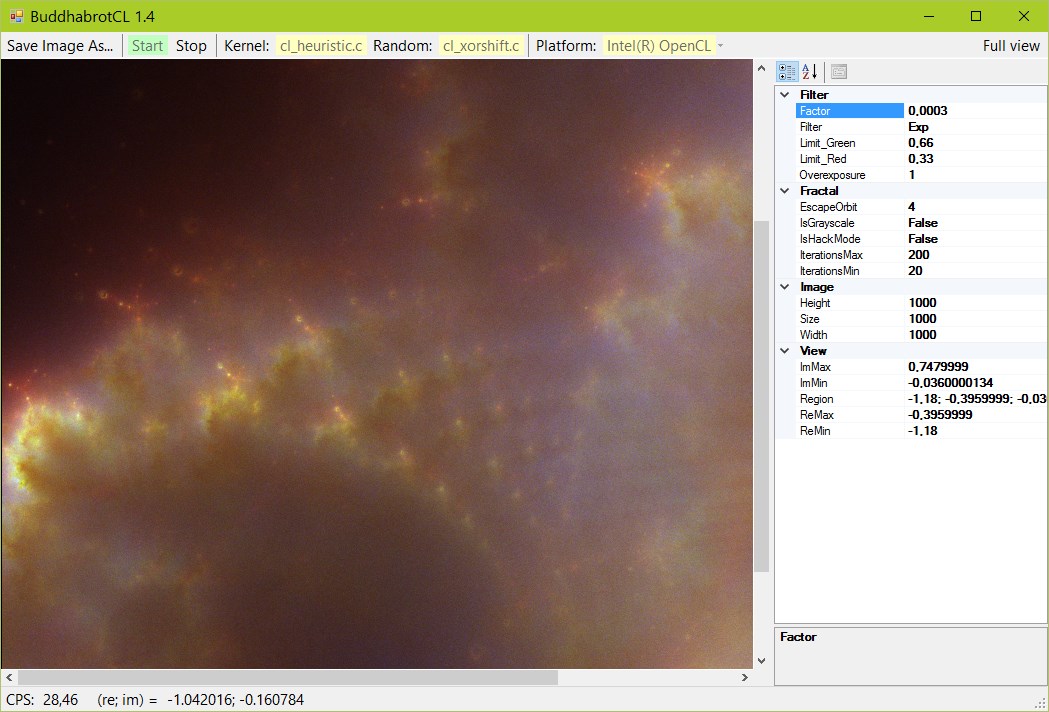 BuddhabrotCL 1.4
Save Image As... Start Stop Kernel: cl_heuristic.c Random: cl_xorshift.c Platform: Intel(R) OpenCL Full view
Filter
Factor 0,0003
Filter Exp
Limit_Green 0,66
Limit_Red 0,33
Overexposure 1
Fractal
EscapeOrbit 4
IsGrayscale False
IsHackMode False
IterationsMax 200
IterationsMin 20
Image
Height 1000
Size 1000
Width 1000
View
ImMax 0,7479999
ImMin -0,0360000134
Region -1,18; -0,3959999; -0,03
ReMax -0,3959999
ReMin -1,18
Factor
CPS: 28,46 (re; im) = -1.042016; -0.160784